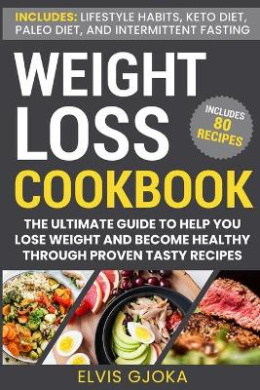 INCLUDES: LIFESTYLE HABITS, KETO DIET,
PALEO DIET, AND INTERMITTENT FASTING
WEIGHT
LOSS
INCLUDES
80
RECIPES
COOKBOOK
THE ULTIMATE GUIDE TO HELP YOU
LOSE WEIGHT AND BECOME HEALTHY
THROUGH PROVEN TASTY RECIPES
ELVIS GJOKA